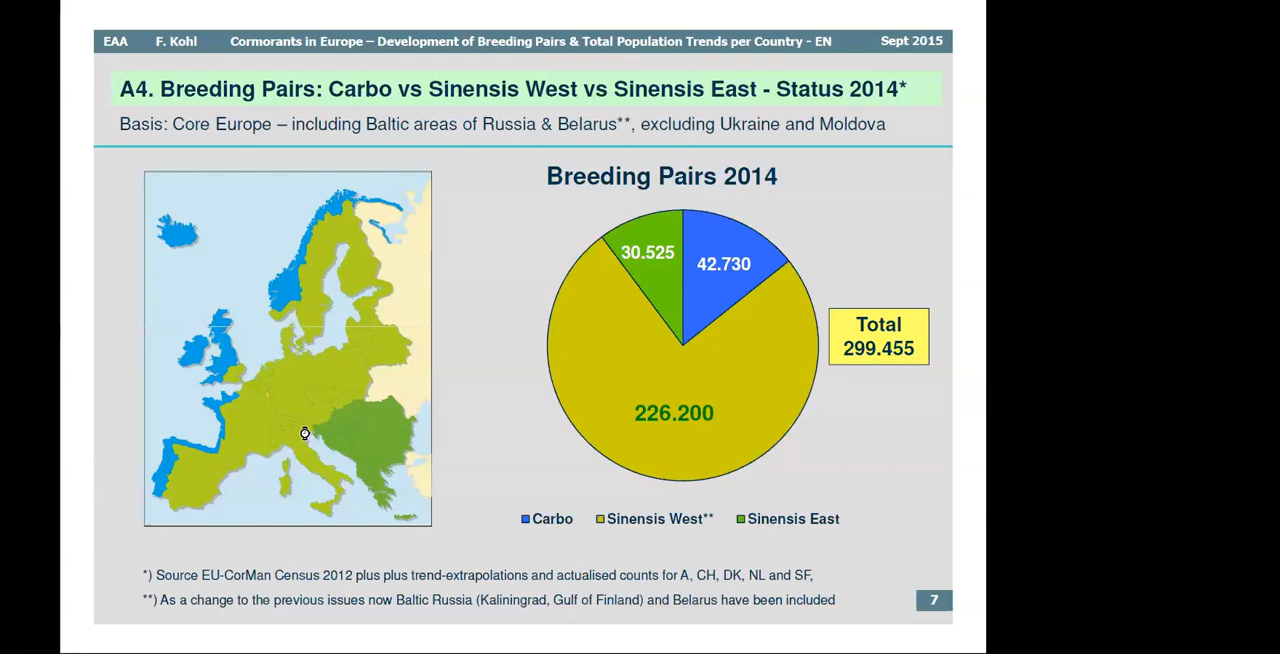 EAA F. Kohl Cormorants in Europe – Development of Breeding Pairs & Total Population Trends per Country - EN Sept 2015
A4. Breeding Pairs: Carbo vs Sinensis West vs Sinensis East - Status 2014*
Basis: Core Europe – including Baltic areas of Russia & Belarus**, excluding Ukraine and Moldova
Breeding Pairs 2014
30.525
42.730
Total
299.455
226.200
Carbo Sinensis West** Sinensis East
*) Source EU-CorMan Census 2012 plus plus trend-extrapolations and actualised counts for A, CH, DK, NL and SF,
**) As a change to the previous issues now Baltic Russia (Kaliningrad, Gulf of Finland) and Belarus have been included
7